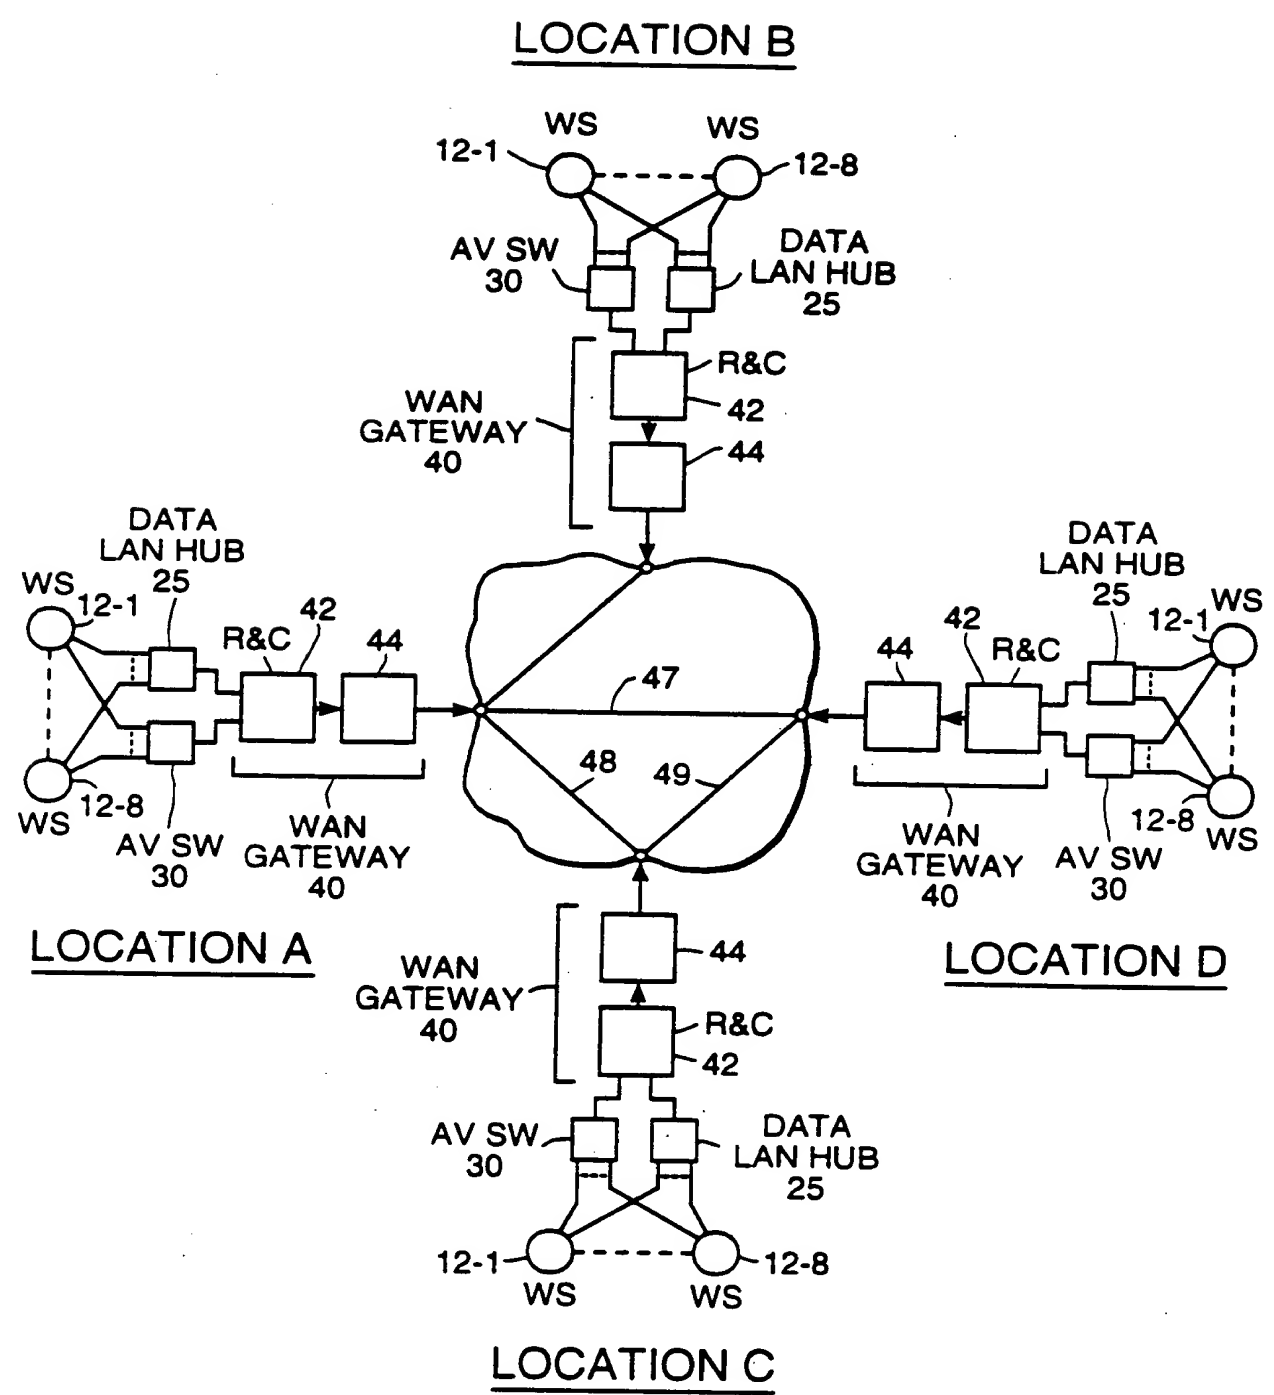 LOCATION B
WS
WS
12-1
12-8
AV SW
30
DATA
LAN HUB
25
R&C
42
WAN
GATEWAY
40
44
DATA
LAN HUB
25
WS
12-1
R&C
42
44
12-8
WS
AV SW
30
WAN
GATEWAY
40
LOCATION A
47
48
49
DATA
LAN HUB
25
WS
12-1
42
R&C
44
12-8
WS
WAN
GATEWAY
40
AV SW
30
LOCATION D
WAN
GATEWAY
40
44
R&C
42
AV SW
30
DATA
LAN HUB
25
12-1
12-8
WS
WS
LOCATION C